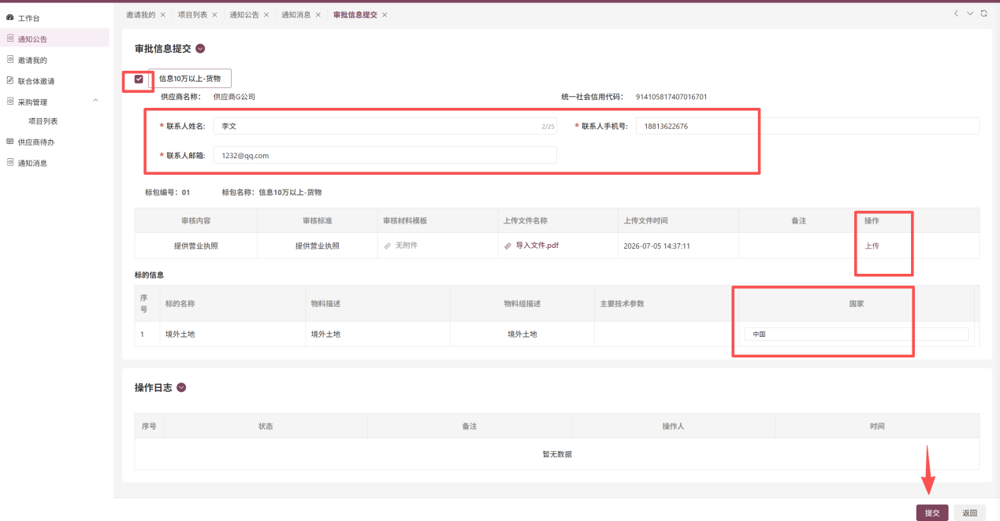 工作台
通知公告
邀请我的
联合体邀请
采购管理
项目列表
供应商待办
通知消息
邀请我的 × 项目列表 × 通知公告 × 通知消息 × 审批信息提交 ×
审批信息提交
信息10万以上-货物
供应商名称： 供应商G公司 统一社会信用代码： 914105817407016701
* 联系人姓名: 李文 2/25 * 联系人手机号: 18813622676
* 联系人邮箱: 1232@qq.com
标包编号：01 标包名称：信息10万以上-货物
审核内容 审核标准 审核材料模板 上传文件名称 上传文件时间 备注 操作
提供营业执照 提供营业执照 无附件 导入文件.pdf 2026-07-05 14:37:11 上传
标的信息
序号 标的名称 物料描述 物料组描述 主要技术参数 国家
1 境外土地 境外土地 境外土地 中国
操作日志
序号 状态 备注 操作人 时间
暂无数据
提交 返回